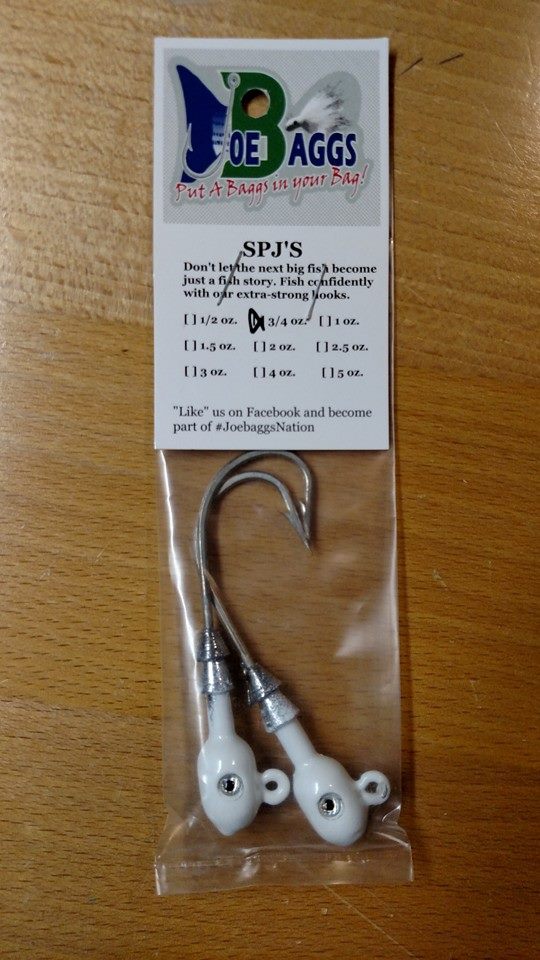 JOE BAGGS
Put A Baggs in your Bag!
SPJ'S
Don't let the next big fish become
just a fish story. Fish confidently
with our extra-strong hooks.
[ ] 1/2 oz. [ ] 3/4 oz. [ ] 1 oz.
[ ] 1.5 oz. [ ] 2 oz. [ ] 2.5 oz.
[ ] 3 oz. [ ] 4 oz. [ ] 5 oz.
"Like" us on Facebook and become
part of #JoebaggsNation